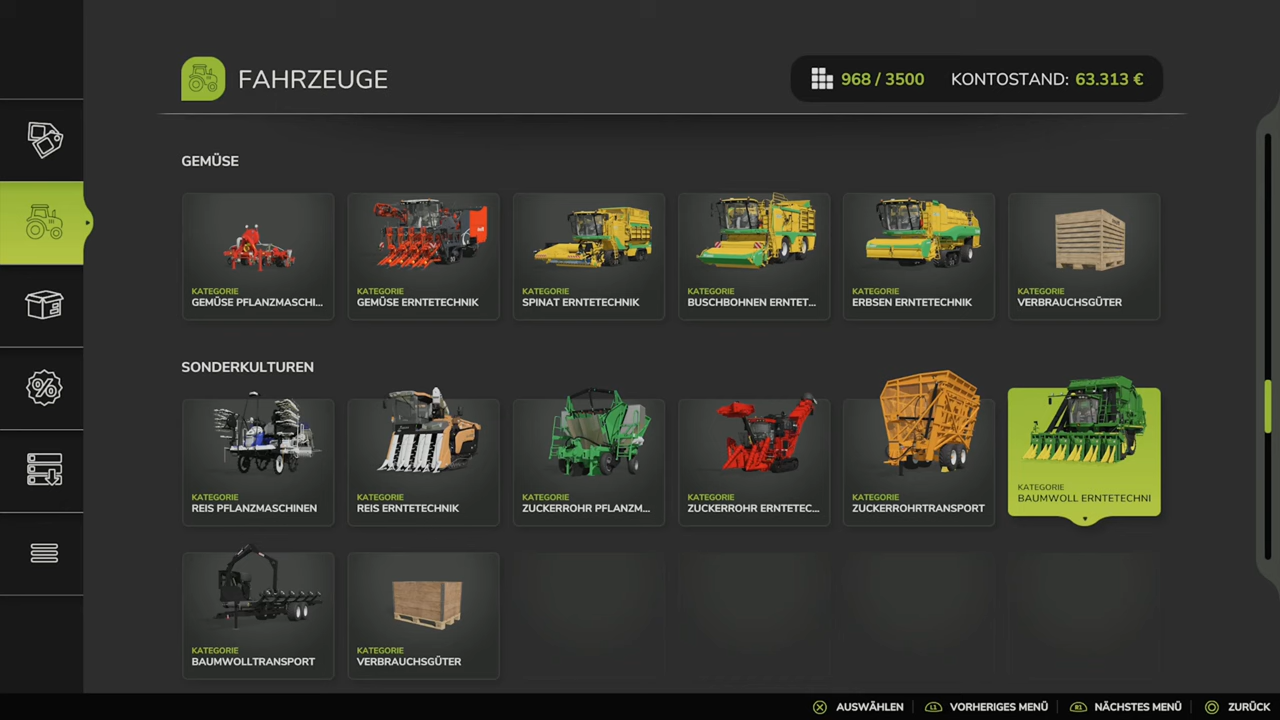 FAHRZEUGE
968 / 3500 KONTOSTAND: 63.313 €
GEMÜSE
KATEGORIE
GEMÜSE PFLANZMASCHI...
KATEGORIE
GEMÜSE ERNTETECHNIK
KATEGORIE
SPINAT ERNTETECHNIK
KATEGORIE
BUSCHBOHNEN ERNTET...
KATEGORIE
ERBSEN ERNTETECHNIK
KATEGORIE
VERBRAUCHSGÜTER
SONDERKULTUREN
KATEGORIE
REIS PFLANZMASCHINEN
KATEGORIE
REIS ERNTETECHNIK
KATEGORIE
ZUCKERROHR PFLANZM...
KATEGORIE
ZUCKERROHR ERNTETEC...
KATEGORIE
ZUCKERROHRTRANSPORT
KATEGORIE
BAUMWOLL ERNTETECHNI
KATEGORIE
BAUMWOLLTRANSPORT
KATEGORIE
VERBRAUCHSGÜTER
AUSWÄHLEN L1 VORHERIGES MENÜ R1 NÄCHSTES MENÜ ZURÜCK